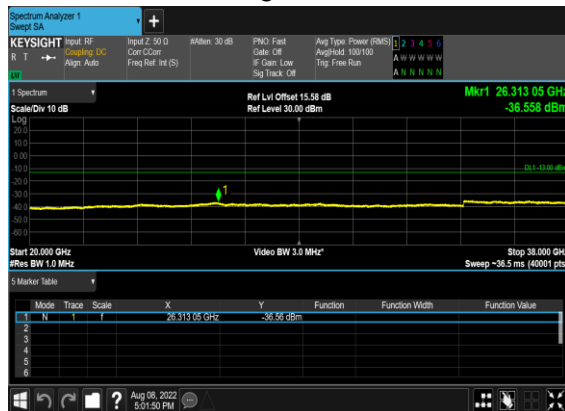 Spectrum Analyzer 1
Swept SA
KEYSIGHT Input: RF Input Z: 50 Ω #Atten: 30 dB PNO: Fast Avg Type: Power (RMS) 1 2 3 4 5 6
R T Coupling: DC Corr CCorr Gate: Off Avg|Hold: 100/100 A W W W W W
Align: Auto Freq Ref: Int (S) IF Gain: Low Trig: Free Run
LW Sig Track: Off A N N N N N
1 Spectrum Ref Lvl Offset 15.58 dB Mkr1 26.313 05 GHz
Scale/Div 10 dB Ref Level 30.00 dBm -36.558 dBm
Log
20.0
10.0
0.00
-10.0 DL1 -13.00 dBm
-20.0
-30.0 1
-40.0
-50.0
-60.0
Start 20.000 GHz Video BW 3.0 MHz* Stop 38.000 GHz
#Res BW 1.0 MHz Sweep ~36.5 ms (40001 pts
5 Marker Table
Mode Trace Scale X Y Function Function Width Function Value
1 N 1 f 26.313 05 GHz -36.56 dBm
2
3
4
5
6
? Aug 08, 2022
5:01:50 PM